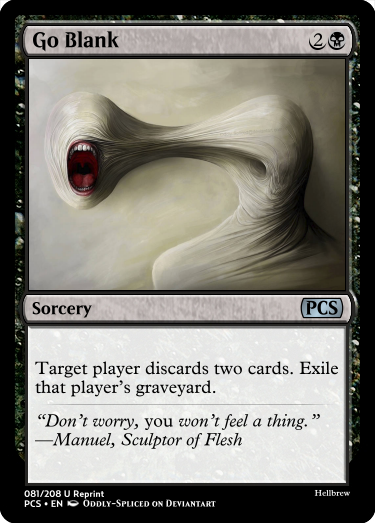 Go Blank 2
Sorcery PCS
Target player discards two cards. Exile
that player's graveyard.
“Don't worry, you won't feel a thing.”
—Manuel, Sculptor of Flesh
081/208 U Reprint Hellbrew
PCS • EN Oddly-Spliced on Deviantart